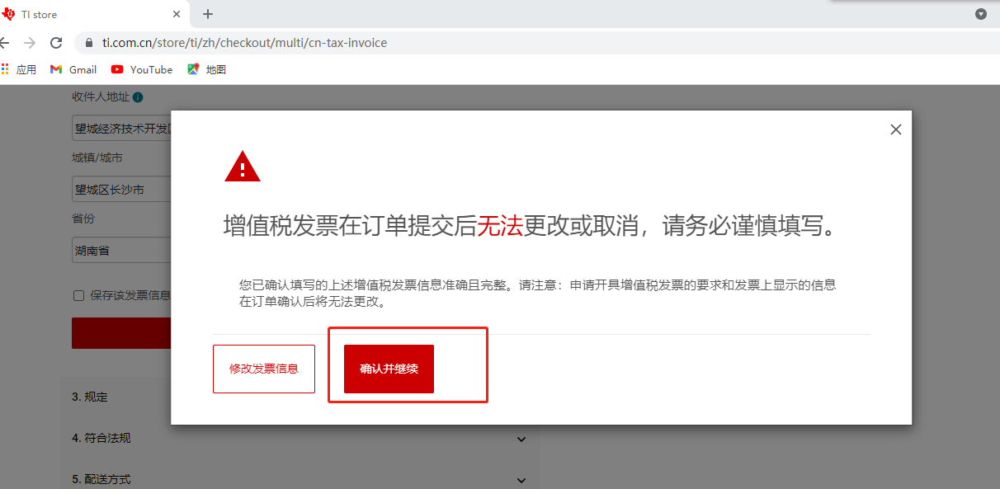 TI store
ti.com.cn/store/ti/zh/checkout/multi/cn-tax-invoice
应用 Gmail YouTube 地图
收件人地址
望城经济技术开发区
城镇/城市
望城区长沙市
省份
湖南省
保存该发票信息
增值税发票在订单提交后无法更改或取消，请务必谨慎填写。
您已确认填写的上述增值税发票信息准确且完整。请注意：申请开具增值税发票的要求和发票上显示的信息
在订单确认后将无法更改。
修改发票信息 确认并继续
3. 规定
4. 符合法规
5. 配送方式